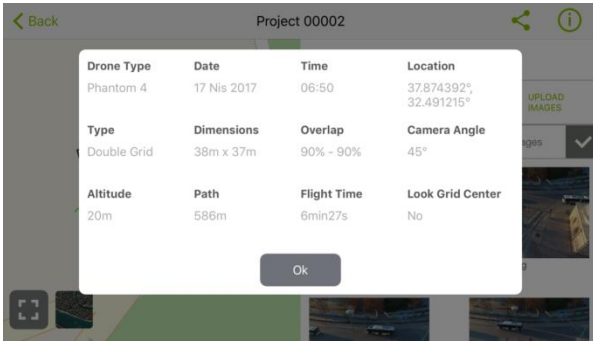 Back
Project 00002
Drone Type Date Time Location
Phantom 4 17 Nis 2017 06:50 37.874392°,
32.491215°
Type Dimensions Overlap Camera Angle
Double Grid 38m x 37m 90% - 90% 45°
Altitude Path Flight Time Look Grid Center
20m 586m 6min27s No
Ok
UPLOAD
IMAGES